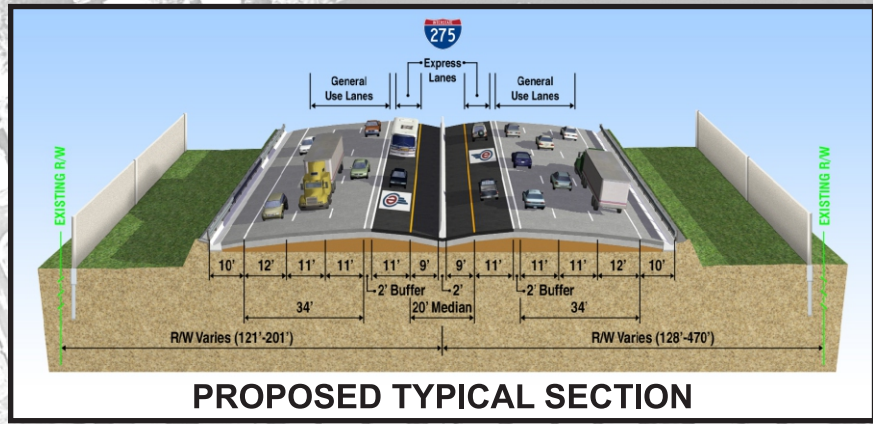 INTERSTATE
275
Express
Lanes
General
Use Lanes
General
Use Lanes
EXISTING R/W
EXISTING R/W
10' 12' 11' 11' 11' 9' 9' 11' 11' 11' 12' 10'
2' Buffer 2' 2' Buffer
34' 20' Median 34'
R/W Varies (121'-201') R/W Varies (128'-470')
PROPOSED TYPICAL SECTION